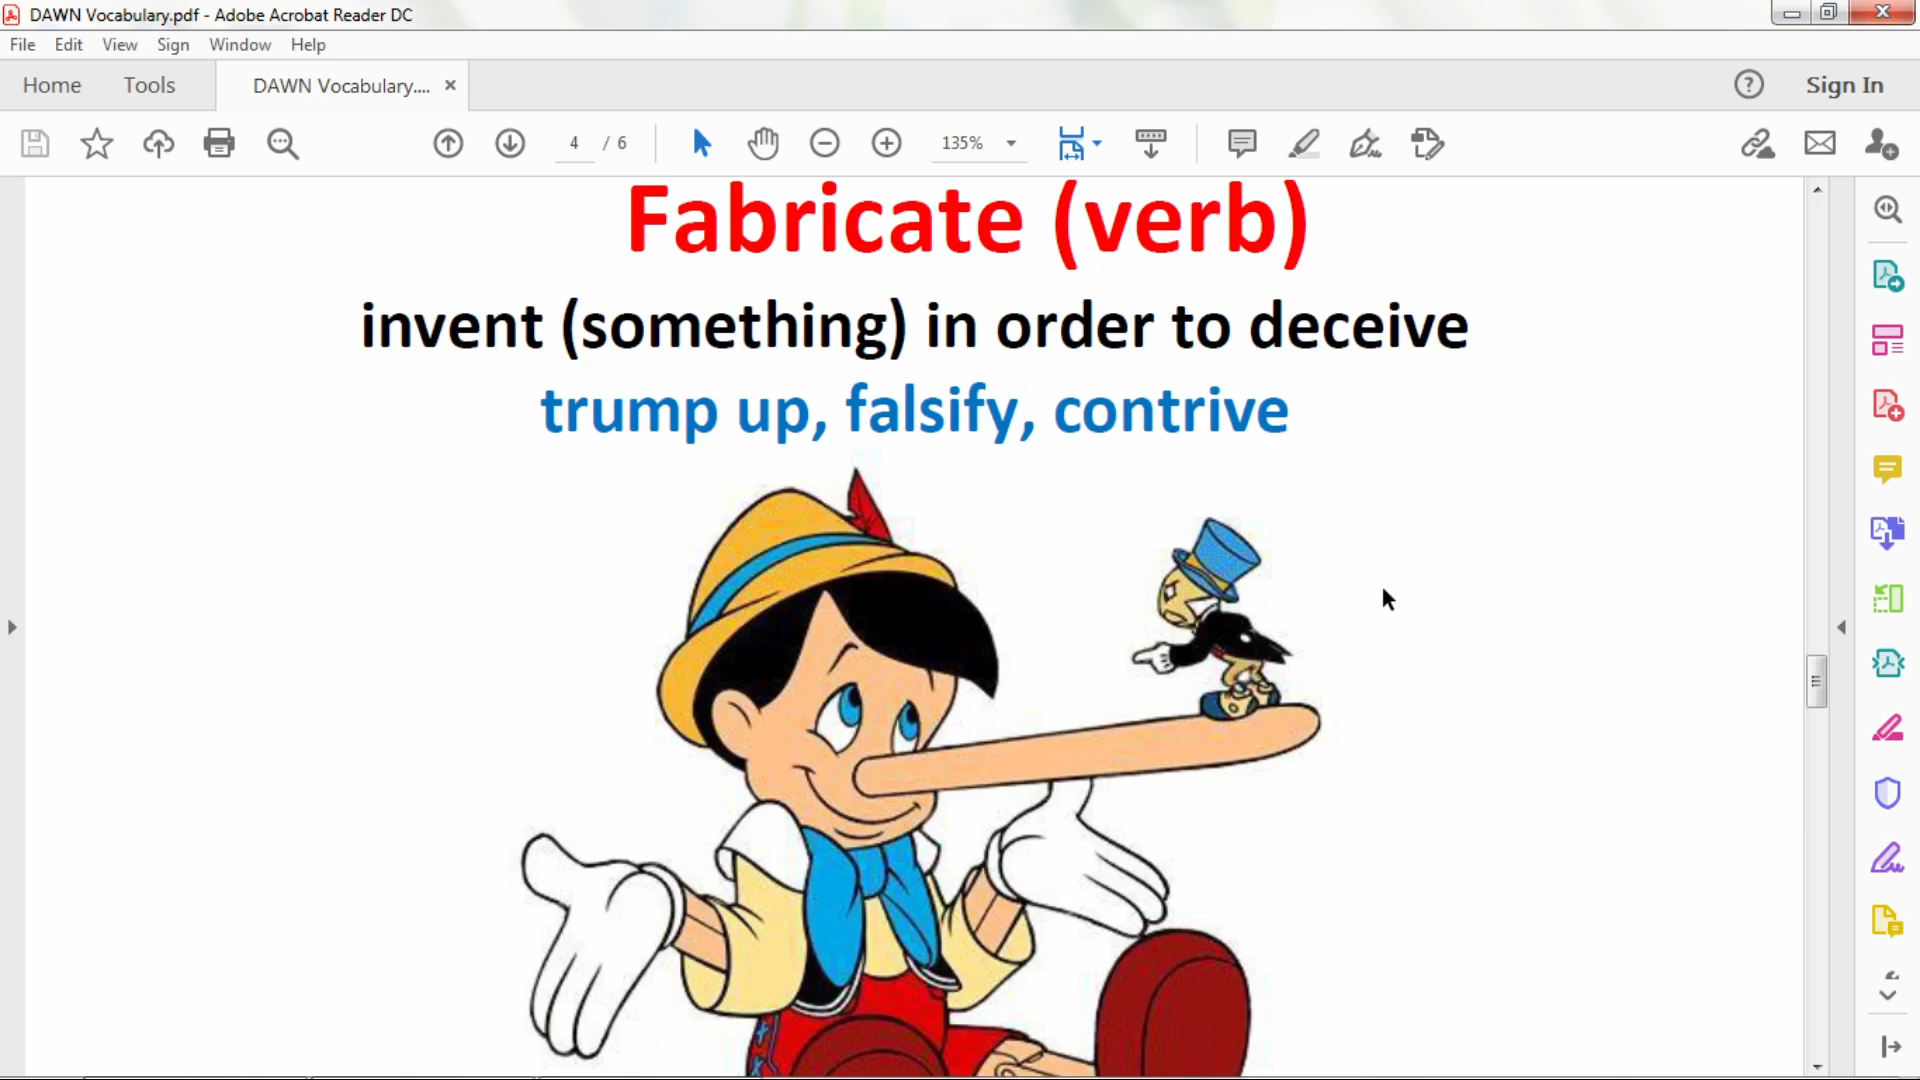 DAWN Vocabulary.pdf - Adobe Acrobat Reader DC
File Edit View Sign Window Help
Home Tools DAWN Vocabulary.... × ? Sign In
4 / 6 135%
Fabricate (verb)
invent (something) in order to deceive
trump up, falsify, contrive